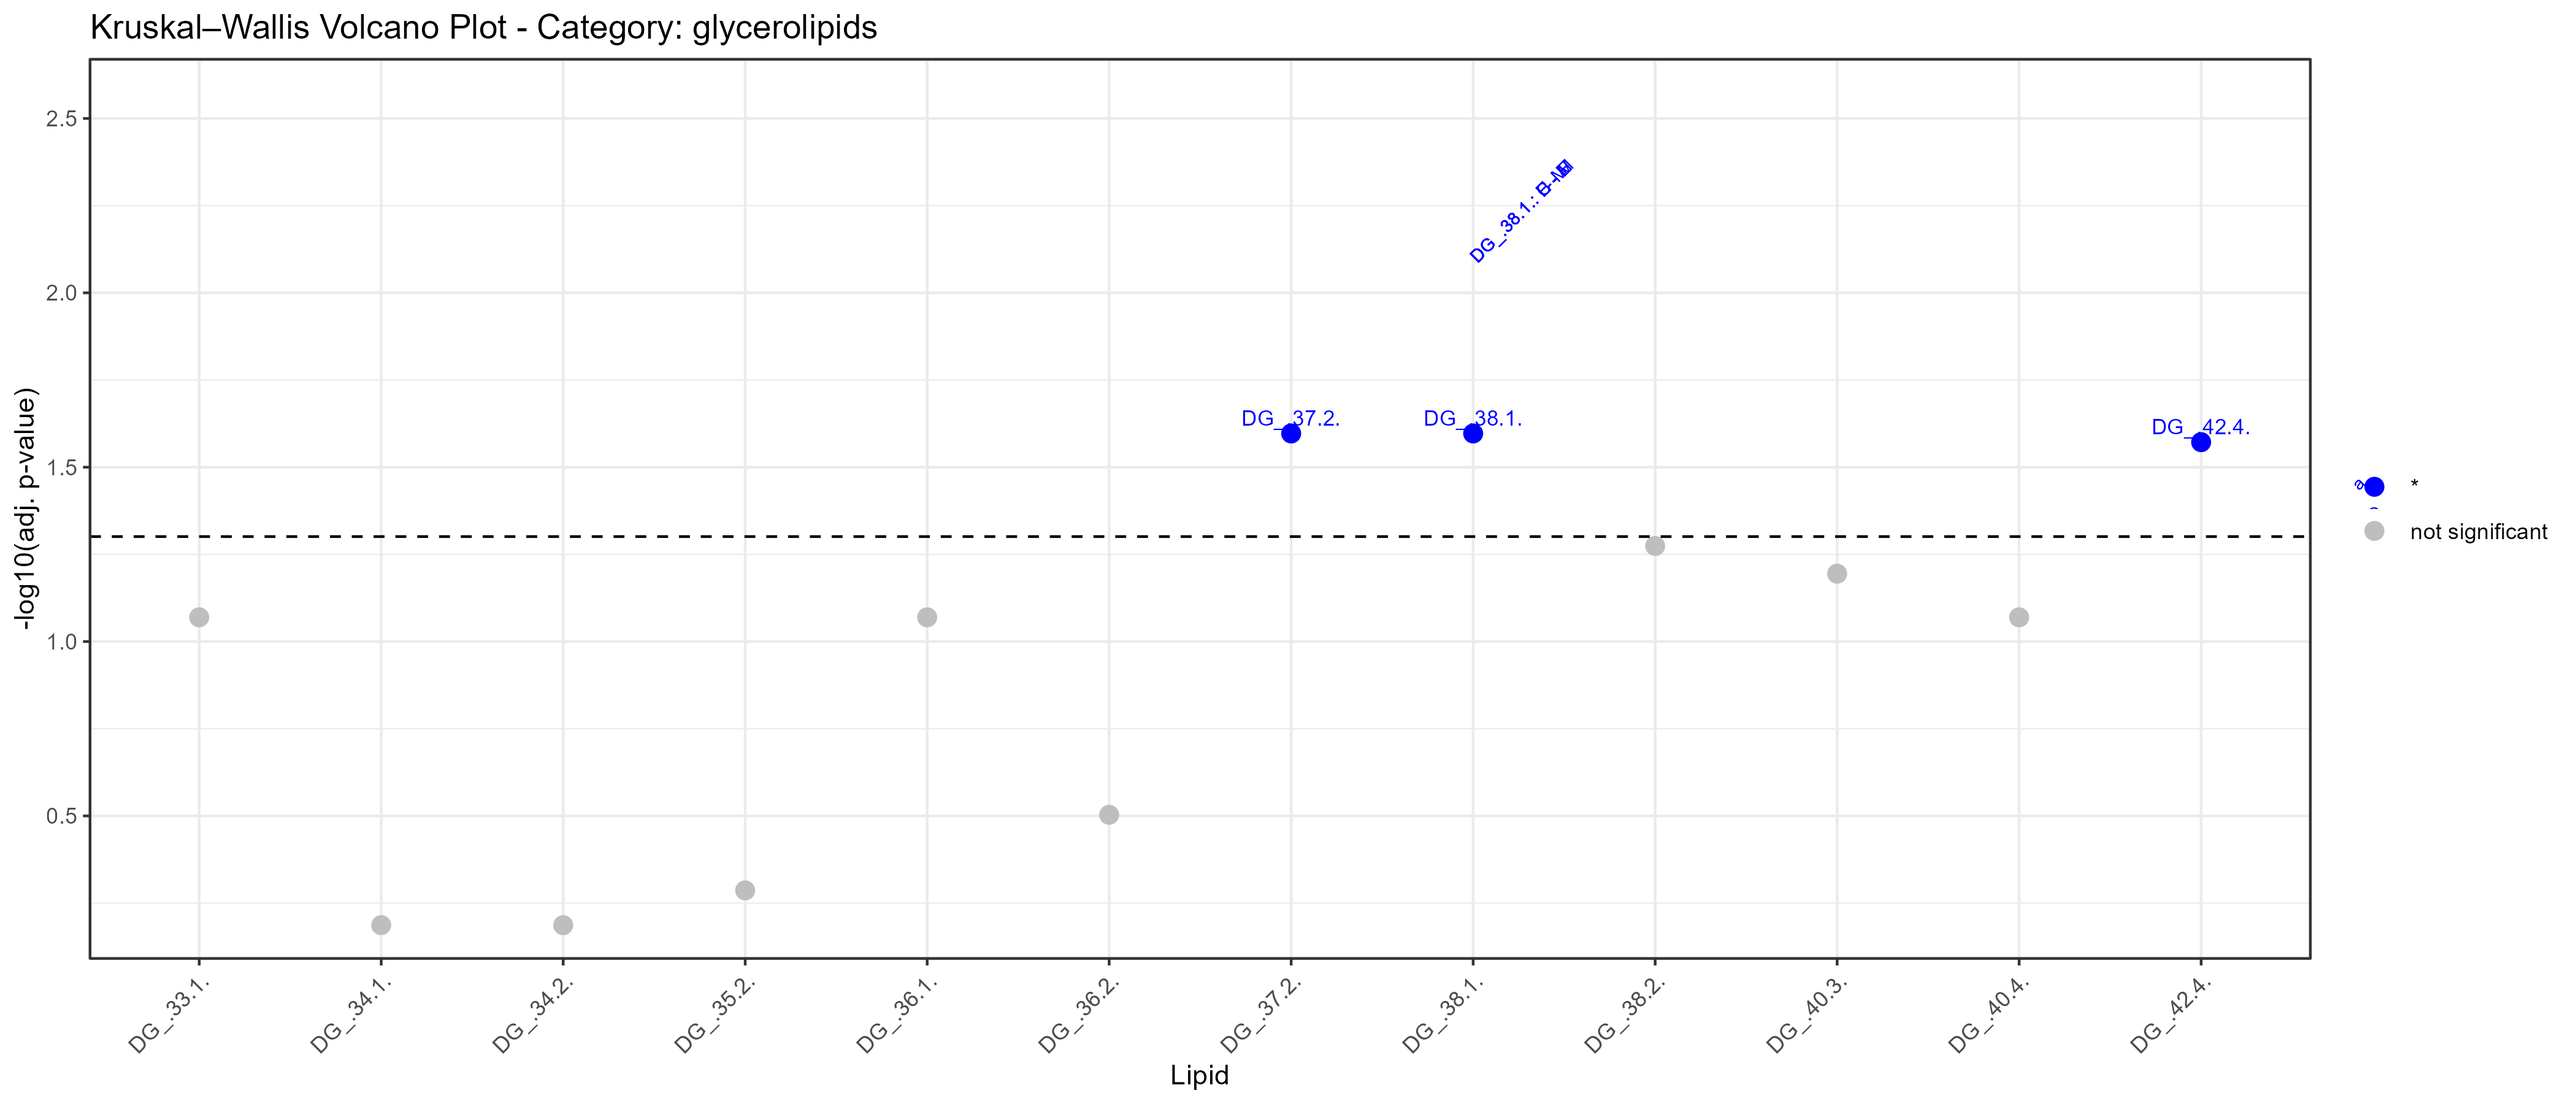 Kruskal–Wallis Volcano Plot - Category: glycerolipids
-log10(adj. p-value)
2.5
2.0
1.5
1.0
0.5
DG_.38.1.:
DG_.37.2.
DG_.38.1.
DG_.42.4.
a
*
not significant
DG_.33.1.
DG_.34.1.
DG_.34.2.
DG_.35.2.
DG_.36.1.
DG_.36.2.
DG_.37.2.
DG_.38.1.
DG_.38.2.
DG_.40.3.
DG_.40.4.
DG_.42.4.
Lipid